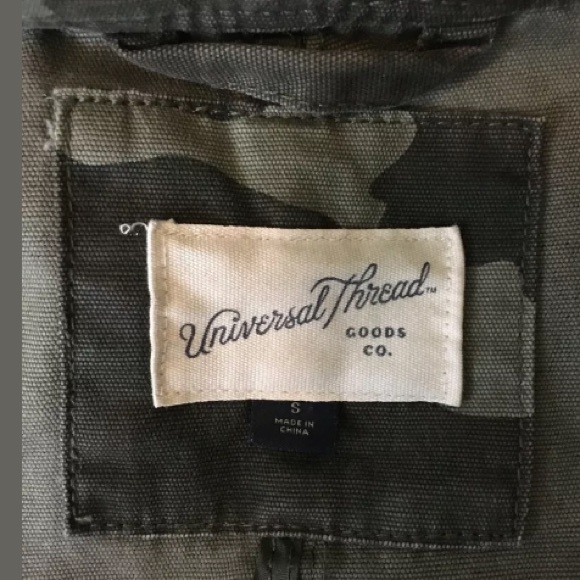 Universal Thread™
GOODS
CO.
S
MADE IN
CHINA